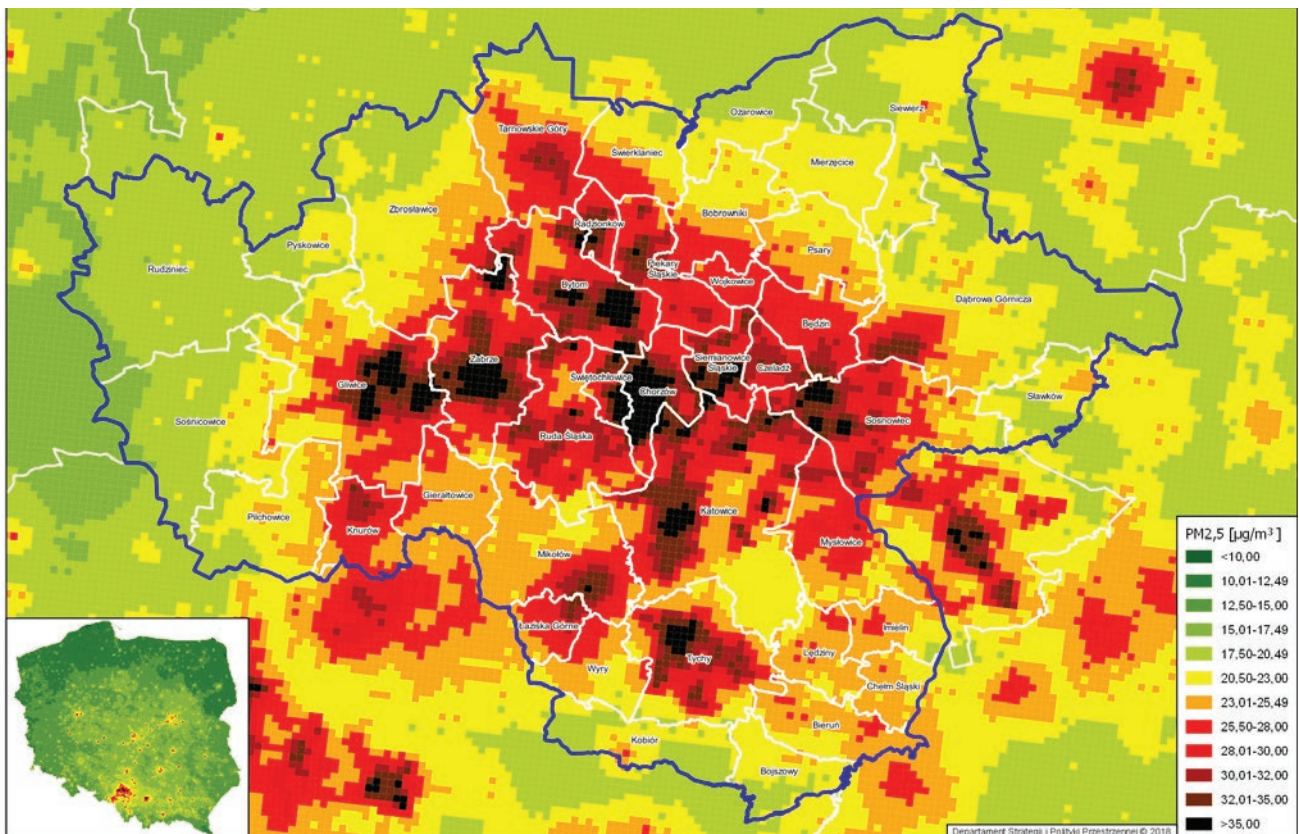 Ożarowice
Siewierz
Tarnowskie Góry
Świerklaniec
Mierzęcice
Zbrosławice
Bobrowniki
Radzionków
Pyskowice
Psary
Rudziniec
Piekary
Śląskie
Wojkowice
Bytom
Dąbrowa Górnicza
Będzin
Zabrze
Siemianowice
Śląskie
Czeladź
Gliwice
Świętochłowice
Chorzów
Sławków
Sośnicowice
Sosnowiec
Ruda Śląska
Gierałtowice
Katowice
Pilchowice
Knurów
Mysłowice
Mikołów
Łaziska Górne
Imielin
Lędziny
Wyry
Tychy
Chełm Śląski
Bieruń
Kobiór
Bojszowy
PM2,5 [µg/m³]
<10,00
10,01-12,49
12,50-15,00
15,01-17,49
17,50-20,49
20,50-23,00
23,01-25,49
25,50-28,00
28,01-30,00
30,01-32,00
32,01-35,00
>35,00
Departament Strategii i Polityki Przestrzennej © 2018